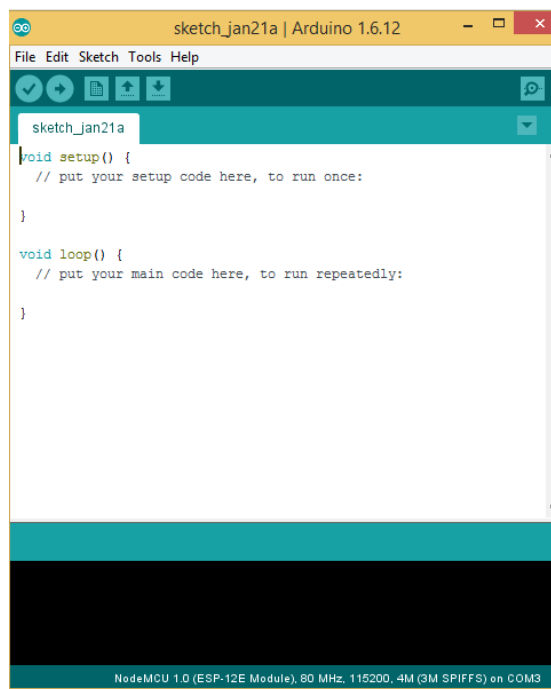 sketch_jan21a | Arduino 1.6.12
File Edit Sketch Tools Help
sketch_jan21a
void setup() {
  // put your setup code here, to run once:
}
void loop() {
  // put your main code here, to run repeatedly:
}
NodeMCU 1.0 (ESP-12E Module), 80 MHz, 115200, 4M (3M SPIFFS) on COM3